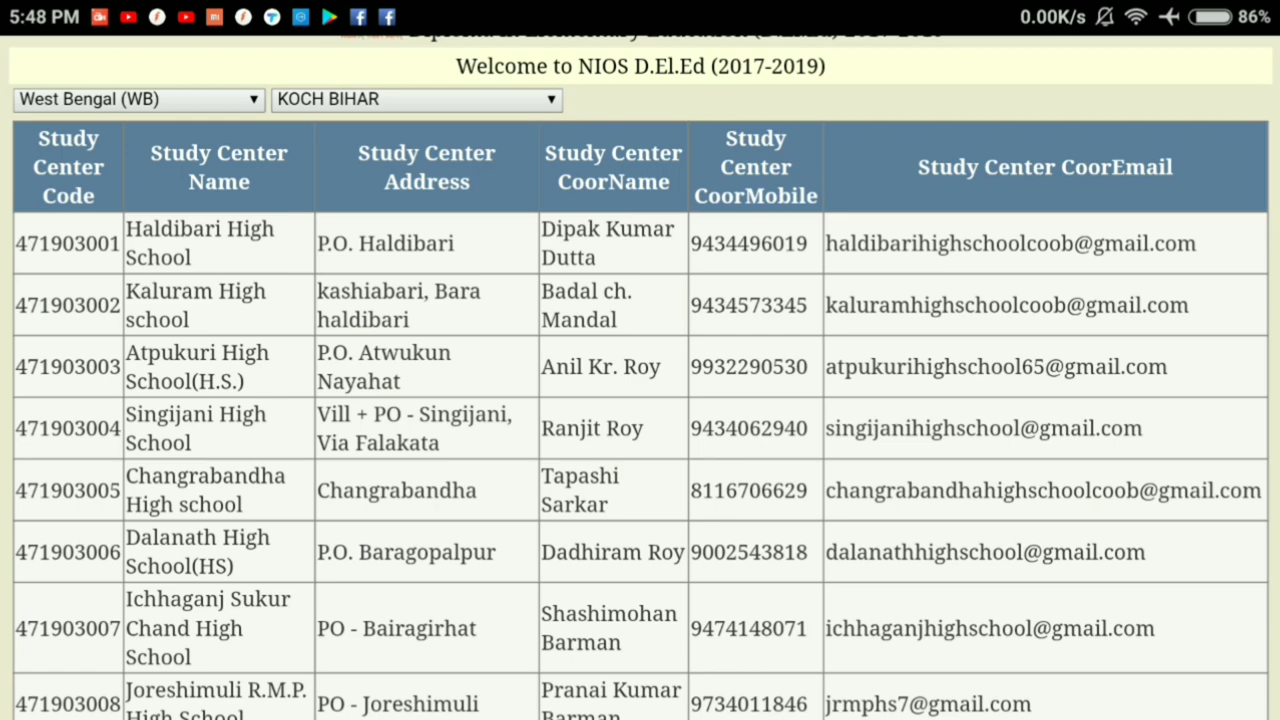 5:48 PM 0.00K/s 86%
Welcome to NIOS D.El.Ed (2017-2019)
West Bengal (WB) KOCH BIHAR
Study Center Code Study Center Name Study Center Address Study Center CoorName Study Center CoorMobile Study Center CoorEmail
471903001 Haldibari High School P.O. Haldibari Dipak Kumar Dutta 9434496019 haldibarihighschoolcoob@gmail.com
471903002 Kaluram High school kashiabari, Bara haldibari Badal ch. Mandal 9434573345 kaluramhighschoolcoob@gmail.com
471903003 Atpukuri High School(H.S.) P.O. Atwukun Nayahat Anil Kr. Roy 9932290530 atpukurihighschool65@gmail.com
471903004 Singijani High School Vill + PO - Singijani, Via Falakata Ranjit Roy 9434062940 singijanihighschool@gmail.com
471903005 Changrabandha High school Changrabandha Tapashi Sarkar 8116706629 changrabandhahighschoolcoob@gmail.com
471903006 Dalanath High School(HS) P.O. Baragopalpur Dadhiram Roy 9002543818 dalanathhighschool@gmail.com
471903007 Ichhaganj Sukur Chand High School PO - Bairagirhat Shashimohan Barman 9474148071 ichhaganjhighschool@gmail.com
471903008 Joreshimuli R.M.P. High School PO - Joreshimuli Pranai Kumar Barman 9734011846 jrmphs7@gmail.com